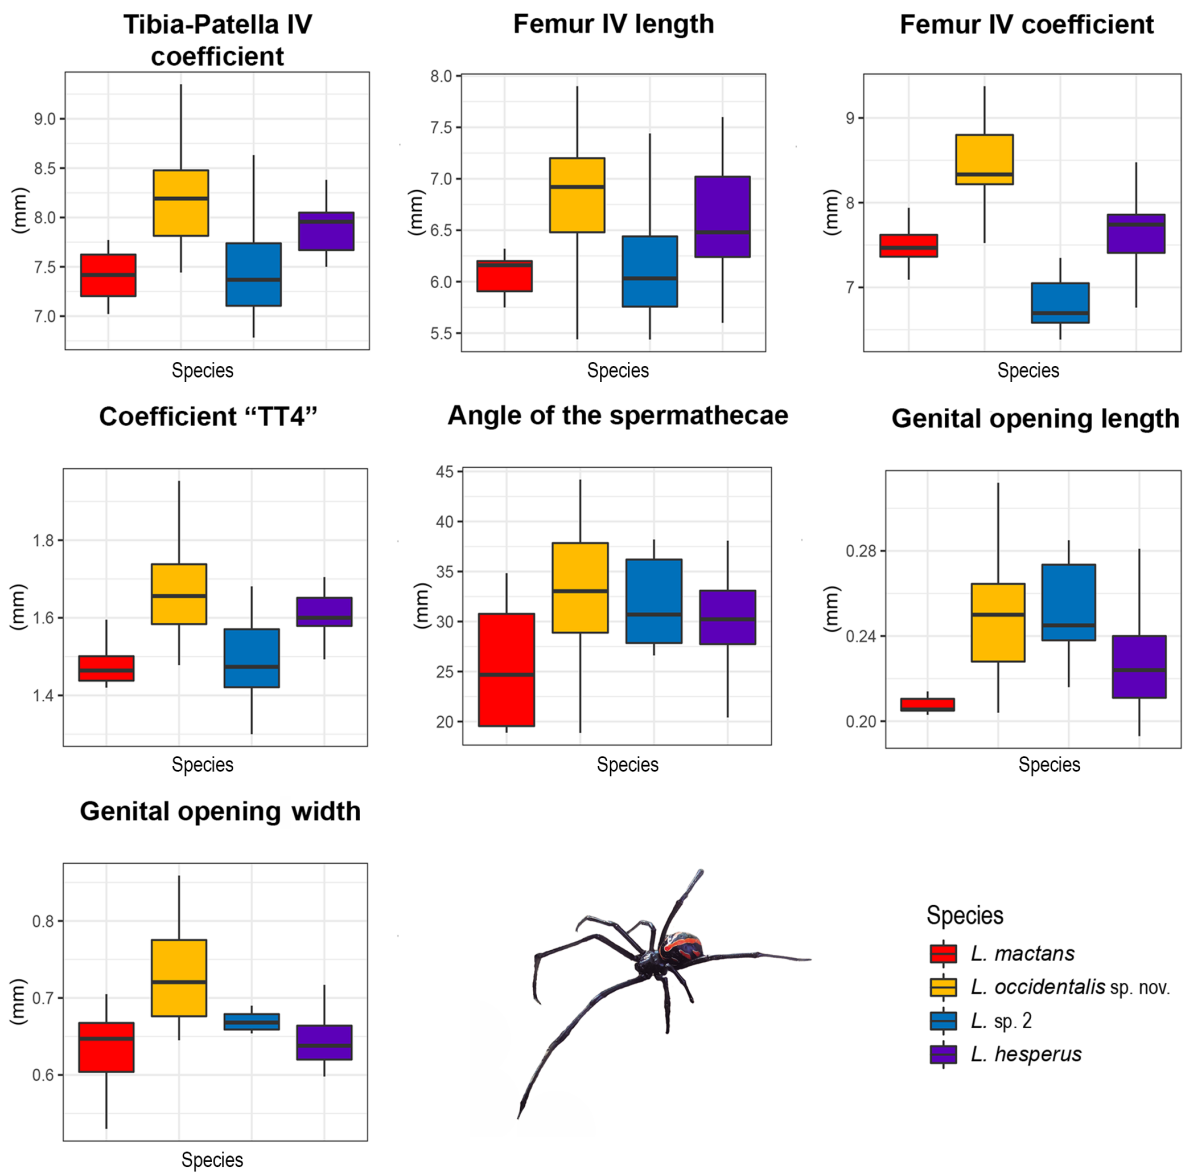 Tibia-Patella IV
coefficient
(mm)
9.0
8.5
8.0
7.5
7.0
Species
Femur IV length
(mm)
8.0
7.5
7.0
6.5
6.0
5.5
Species
Femur IV coefficient
(mm)
9
8
7
Species
Coefficient “TT4”
(mm)
1.8
1.6
1.4
Species
Angle of the spermathecae
(mm)
45
40
35
30
25
20
Species
Genital opening length
(mm)
0.28
0.24
0.20
Species
Genital opening width
(mm)
0.8
0.7
0.6
Species
Species
L. mactans
L. occidentalis sp. nov.
L. sp. 2
L. hesperus